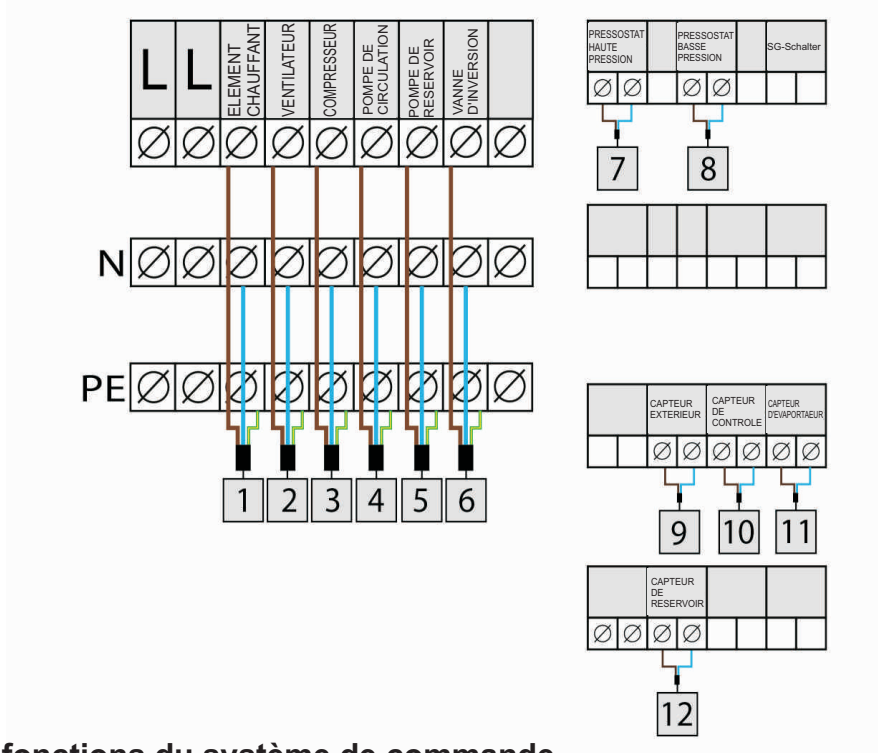 L
L
ELEMENT
CHAUFFANT
VENTILATEUR
COMPRESSEUR
POMPE DE
CIRCULATION
POMPE DE
RESERVOIR
VANNE
D'INVERSION
N
PE
1
2
3
4
5
6
PRESSOSTAT
HAUTE
PRESSION
PRESSOSTAT
BASSE
PRESSION
SG-Schalter
7
8
CAPTEUR
EXTERIEUR
CAPTEUR
DE
CONTROLE
CAPTEUR
D'EVAPORTAEUR
9
10
11
CAPTEUR
DE
RESERVOIR
12
fonctions du système de commande